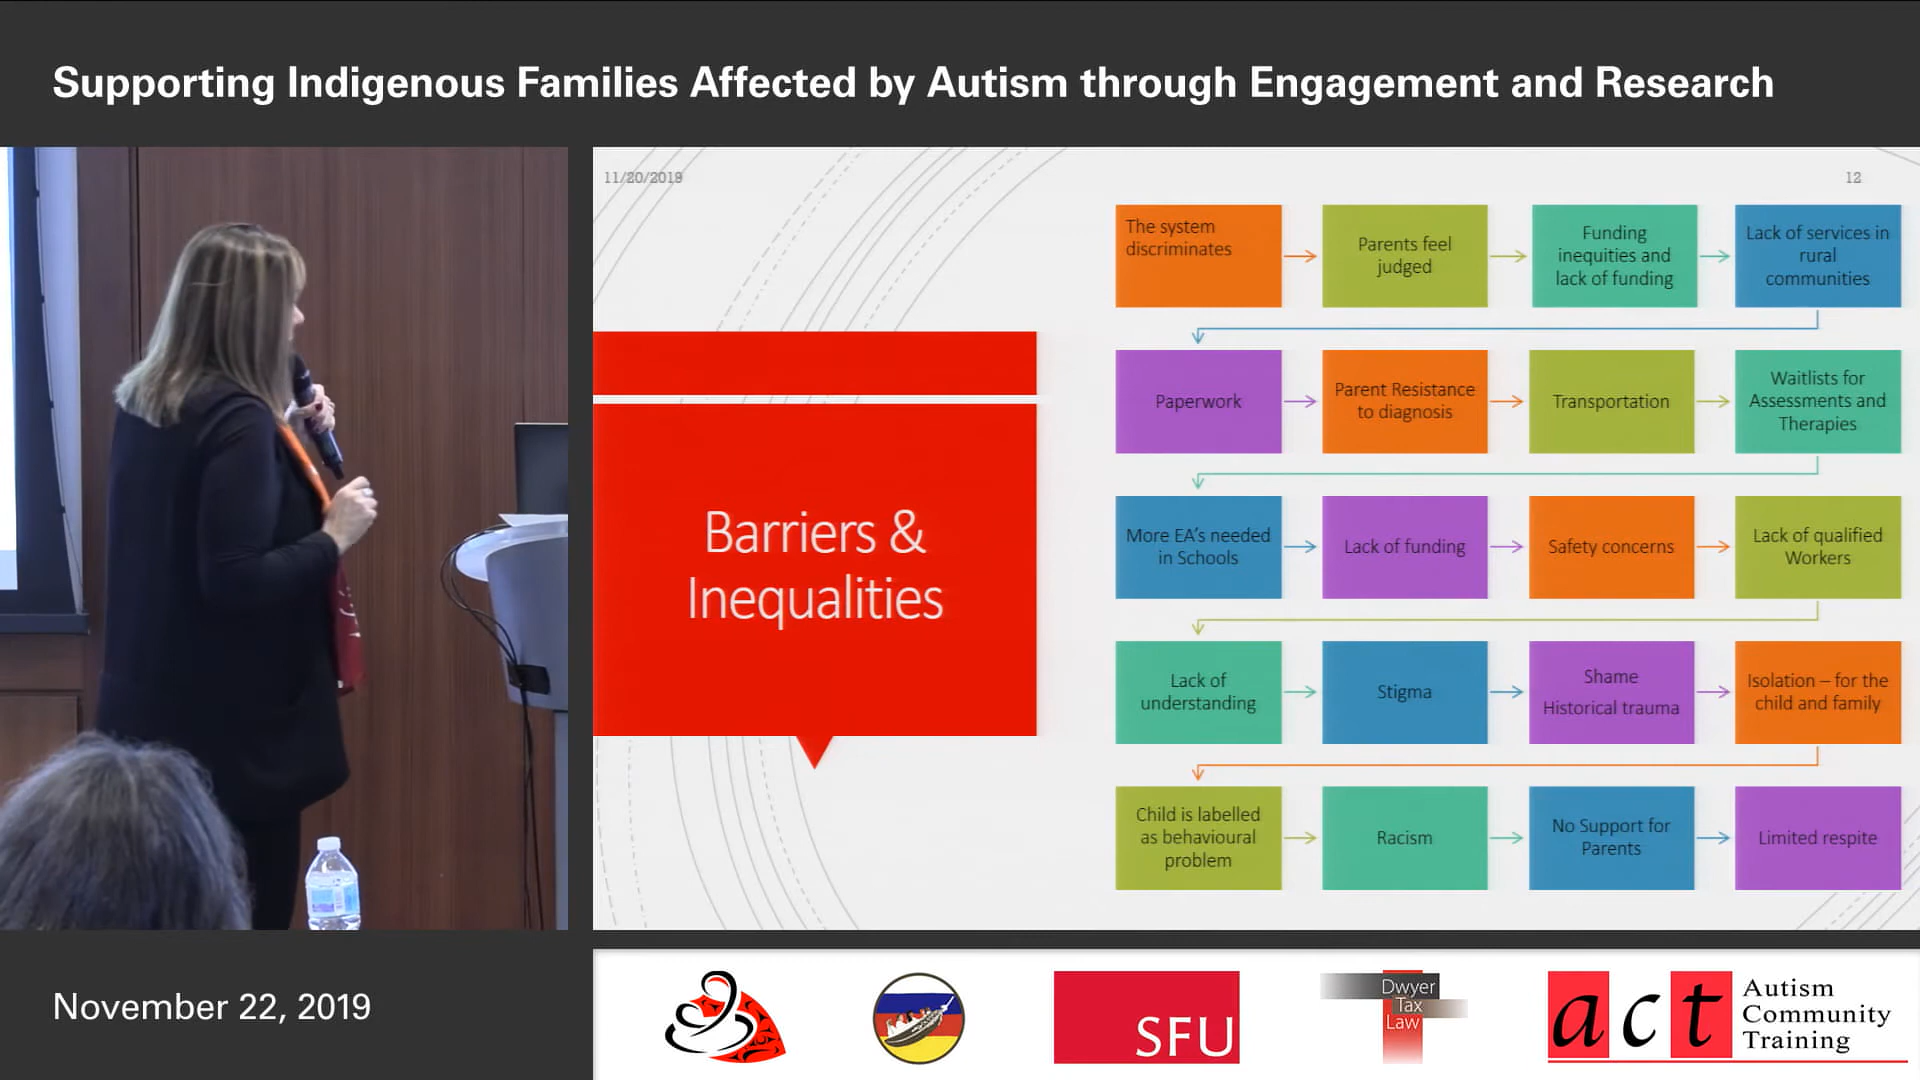 Supporting Indigenous Families Affected by Autism through Engagement and Research
11/20/2019
12
The system
discriminates
Parents feel
judged
Funding
inequities and
lack of funding
Lack of services in
rural
communities
Paperwork
Parent Resistance
to diagnosis
Transportation
Waitlists for
Assessments and
Therapies
Barriers &
Inequalities
More EA's needed
in Schools
Lack of funding
Safety concerns
Lack of qualified
Workers
Lack of
understanding
Stigma
Shame
Historical trauma
Isolation – for the
child and family
Child is labelled
as behavioural
problem
Racism
No Support for
Parents
Limited respite
November 22, 2019
SFU
Dwyer
Tax
Law
act
Autism
Community
Training